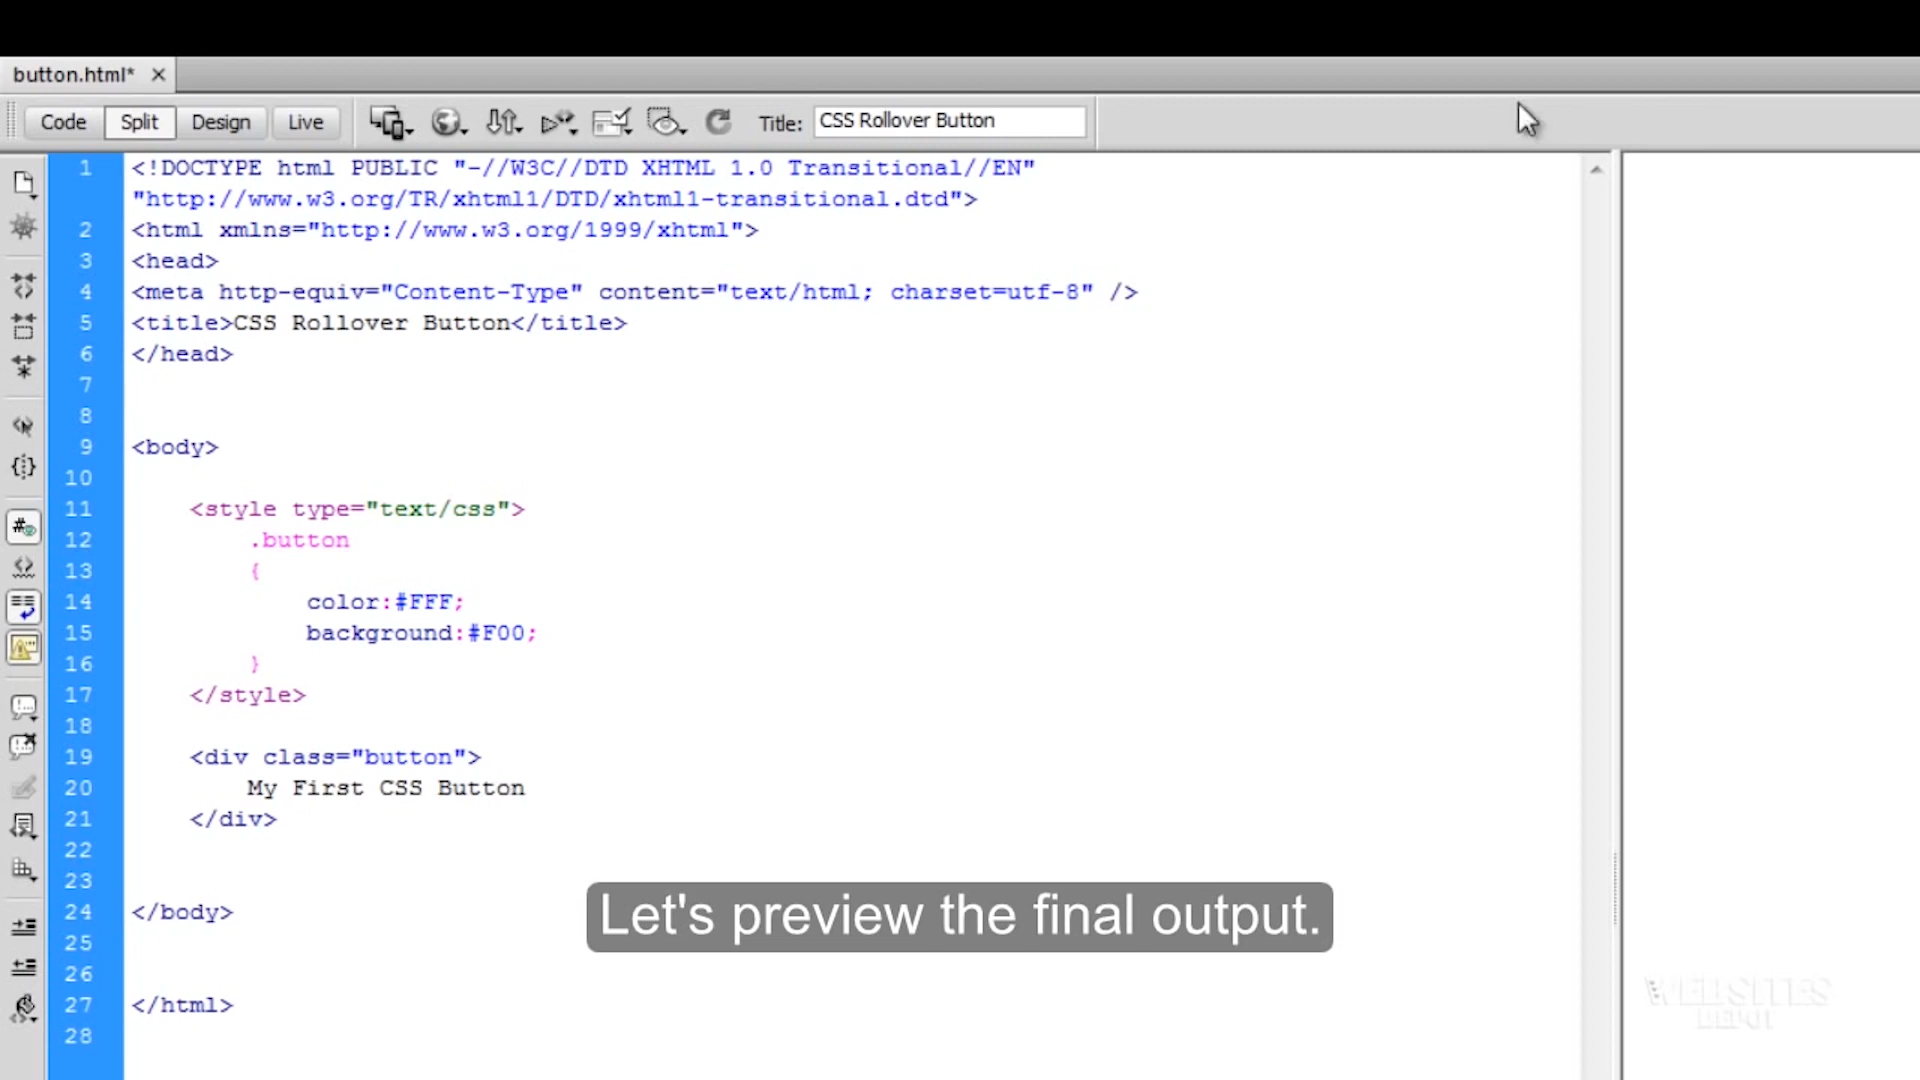 button.html*
Code Split Design Live Title: CSS Rollover Button
1 <!DOCTYPE html PUBLIC "-//W3C//DTD XHTML 1.0 Transitional//EN"
"http://www.w3.org/TR/xhtml1/DTD/xhtml1-transitional.dtd">
2 <html xmlns="http://www.w3.org/1999/xhtml">
3 <head>
4 <meta http-equiv="Content-Type" content="text/html; charset=utf-8" />
5 <title>CSS Rollover Button</title>
6 </head>
7
8
9 <body>
10
11 <style type="text/css">
12 .button
13 {
14 color:#FFF;
15 background:#F00;
16 }
17 </style>
18
19 <div class="button">
20 My First CSS Button
21 </div>
22
23
24 </body>
25
26
27 </html>
28
Let's preview the final output.
WEBSITES
DEPOT